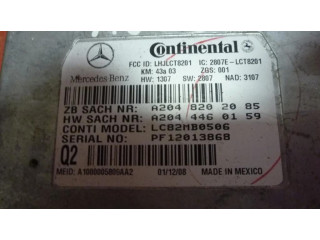 Continental
Mercedes-Benz
FCC ID: LHJLCT8201 IC: 2807E-LCT8201
KM: 43a 03 ZGS: 001
HW: 1307 SW: 2807 NAD: 3107
ZB SACH NR: A204 820 20 85
HW SACH NR: A204 446 01 59
CONTI MODEL: LC82MB0506
SERIAL NR: PF12013868
Q2
MEID: A1000005809AA2 01/12/08 MADE IN MEXICO